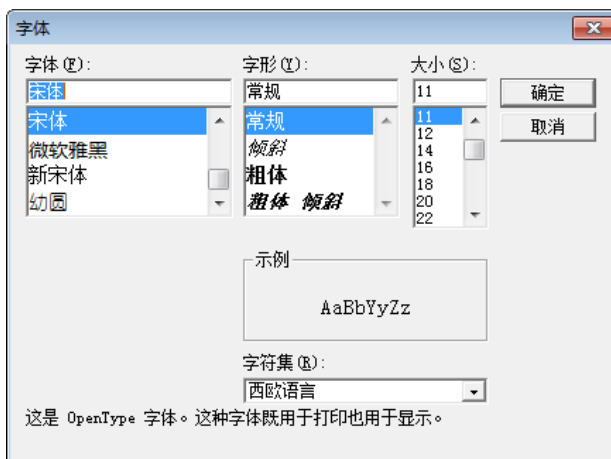 字体
字体(F):
宋体
宋体
微软雅黑
新宋体
幼圆
字形(Y):
常规
常规
倾斜
粗体
粗体 倾斜
大小(S):
11
11
12
14
16
18
20
22
确定
取消
示例
AaBbYyZz
字符集(R):
西欧语言
这是 OpenType 字体。这种字体既用于打印也用于显示。